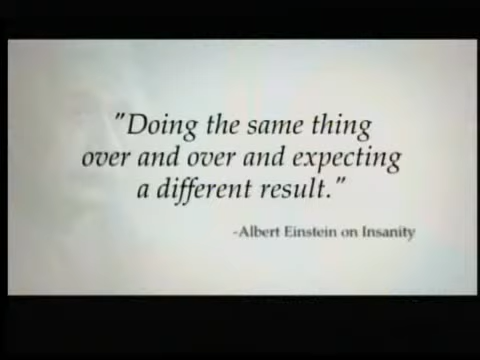 "Doing the same thing
over and over and expecting
a different result."
-Albert Einstein on Insanity